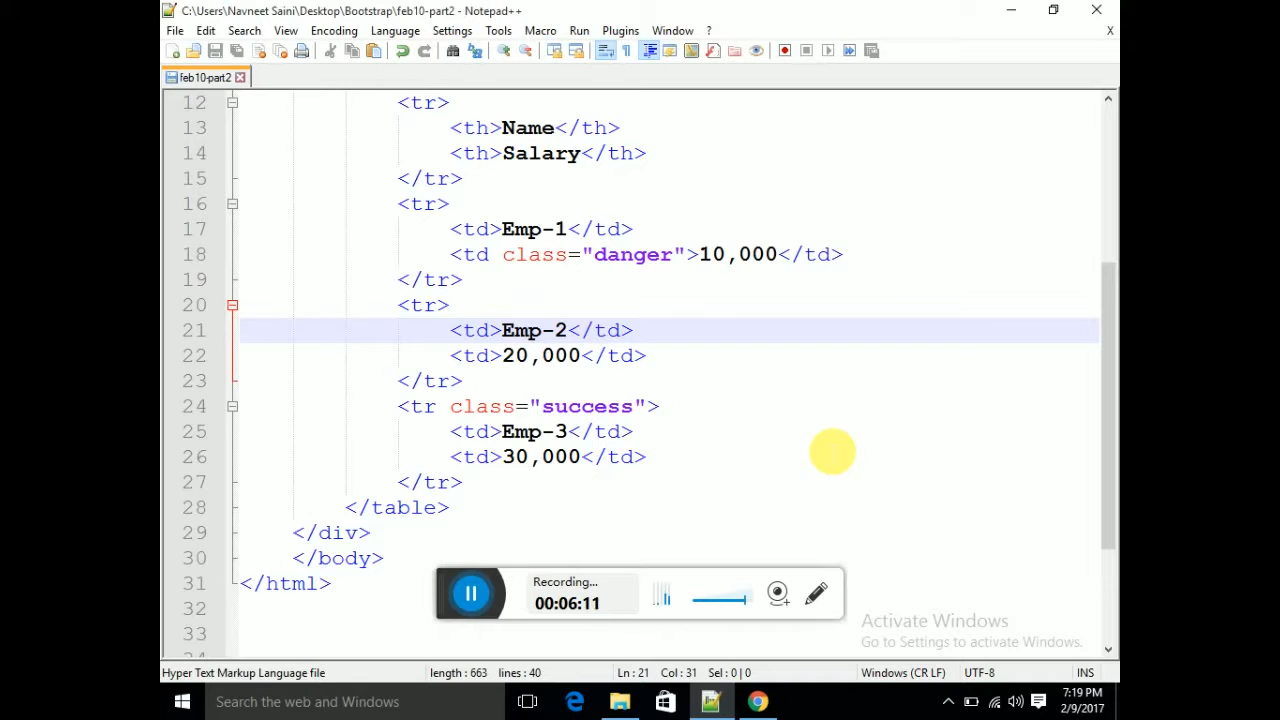 C:\Users\Navneet Saini\Desktop\Bootstrap\feb10-part2 - Notepad++
File Edit Search View Encoding Language Settings Tools Macro Run Plugins Window ?
X
feb10-part2
12 <tr>
13 <th>Name</th>
14 <th>Salary</th>
15 </tr>
16 <tr>
17 <td>Emp-1</td>
18 <td class="danger">10,000</td>
19 </tr>
20 <tr>
21 <td>Emp-2</td>
22 <td>20,000</td>
23 </tr>
24 <tr class="success">
25 <td>Emp-3</td>
26 <td>30,000</td>
27 </tr>
28 </table>
29 </div>
30 </body>
31 </html>
32
33
Recording...
00:06:11
Activate Windows
Go to Settings to activate Windows.
Hyper Text Markup Language file length : 663 lines : 40 Ln : 21 Col : 31 Sel : 0 | 0 Windows (CR LF) UTF-8 INS
Search the web and Windows
7:19 PM
2/9/2017